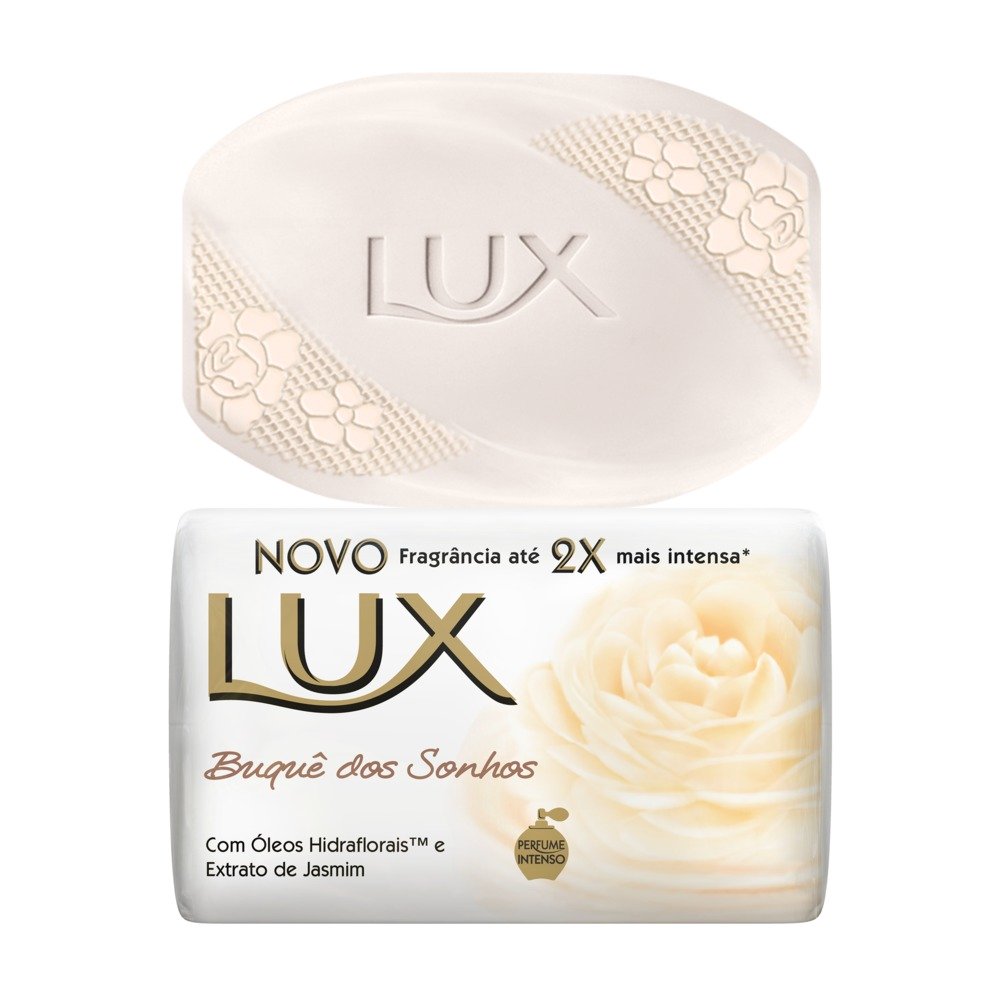 LUX
NOVO Fragrância até 2X mais intensa*
LUX
Buquê dos Sonhos
Com Óleos Hidraflorais™ e
Extrato de Jasmim
PERFUME
INTENSO